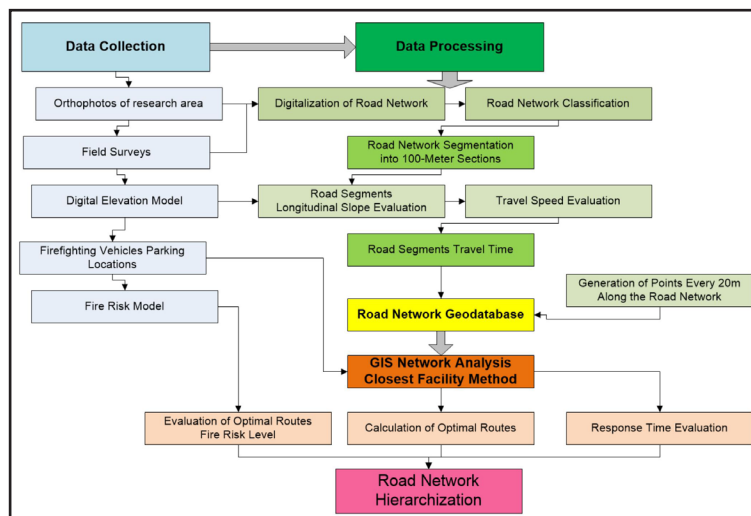 Data Collection
Data Processing
Orthophotos of research area
Digitalization of Road Network
Road Network Classification
Field Surveys
Road Network Segmentation
into 100-Meter Sections
Digital Elevation Model
Road Segments
Longitudinal Slope Evaluation
Travel Speed Evaluation
Firefighting Vehicles Parking
Locations
Road Segments Travel Time
Fire Risk Model
Road Network Geodatabase
Generation of Points Every 20m
Along the Road Network
GIS Network Analysis
Closest Facility Method
Evaluation of Optimal Routes
Fire Risk Level
Calculation of Optimal Routes
Response Time Evaluation
Road Network
Hierarchization